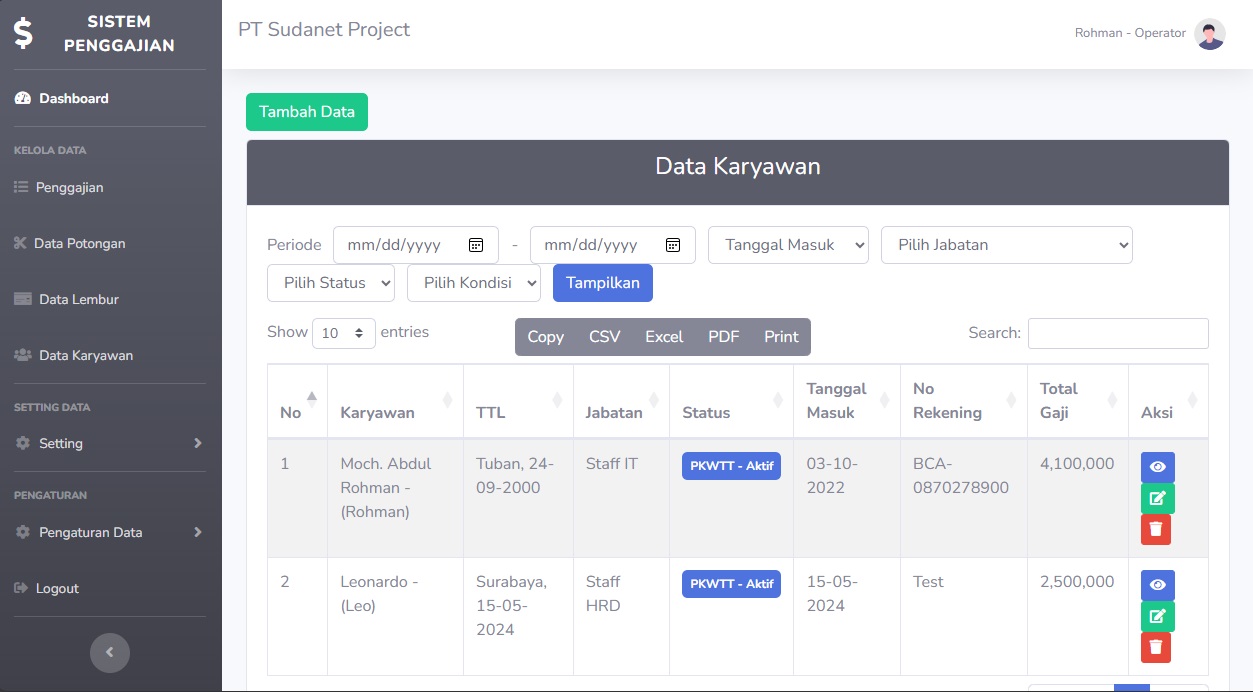 SISTEM
PENGGAJIAN
Dashboard
KELOLA DATA
Penggajian
Data Potongan
Data Lembur
Data Karyawan
SETTING DATA
Setting
PENGATURAN
Pengaturan Data
Logout
PT Sudanet Project
Rohman - Operator
Tambah Data
Data Karyawan
Periode mm/dd/yyyy - mm/dd/yyyy Tanggal Masuk Pilih Jabatan
Pilih Status Pilih Kondisi Tampilkan
Show 10 entries Copy CSV Excel PDF Print Search:
No Karyawan TTL Jabatan Status Tanggal Masuk No Rekening Total Gaji Aksi
1 Moch. Abdul Tuban, 24- Staff IT PKWTT - Aktif 03-10- BCA- 4,100,000
Rohman - 09-2000 2022 0870278900
(Rohman)
2 Leonardo - Surabaya, Staff PKWTT - Aktif 15-05- Test 2,500,000
(Leo) 15-05- HRD 2024
2024